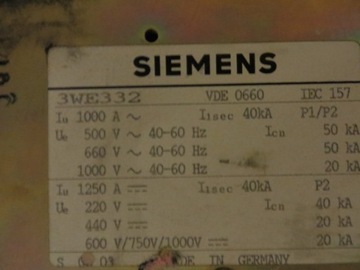 SIEMENS
3WE332 VDE 0660 IEC 157
Iu 1000 A ~ I1sec 40kA P1/P2
Ue 500 V ~ 40-60 Hz Icn 50 kA
660 V ~ 40-60 Hz 50 kA
1000 V ~ 40-60 Hz 20 kA
Iu 1250 A ⎓ I1sec 40kA P2
Ue 220 V ⎓ Icn 40 kA
440 V ⎓ 20 kA
600 V/750V/1000V ⎓ 20 kA
IN GERMANY